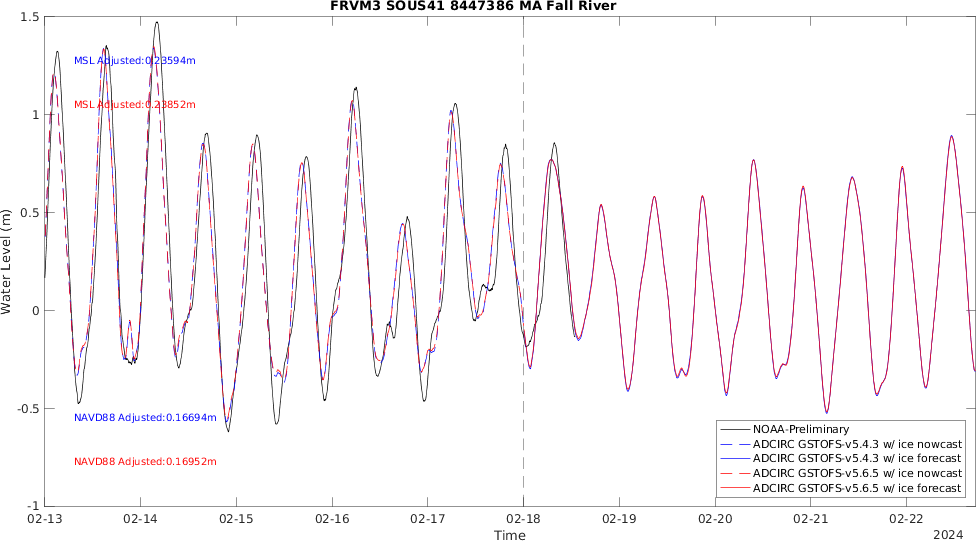 FRVM3 SOUS41 8447386 MA Fall River
1.5
MSL Adjusted:0.23594m
MSL Adjusted:0.23852m
1
0.5
Water Level (m)
0
-0.5
NAVD88 Adjusted:0.16694m
NAVD88 Adjusted:0.16952m
NOAA-Preliminary
ADCIRC GSTOFS-v5.4.3 w/ ice nowcast
ADCIRC GSTOFS-v5.4.3 w/ ice forecast
ADCIRC GSTOFS-v5.6.5 w/ ice nowcast
ADCIRC GSTOFS-v5.6.5 w/ ice forecast
-1
02-13 02-14 02-15 02-16 02-17 02-18 02-19 02-20 02-21 02-22
Time
2024